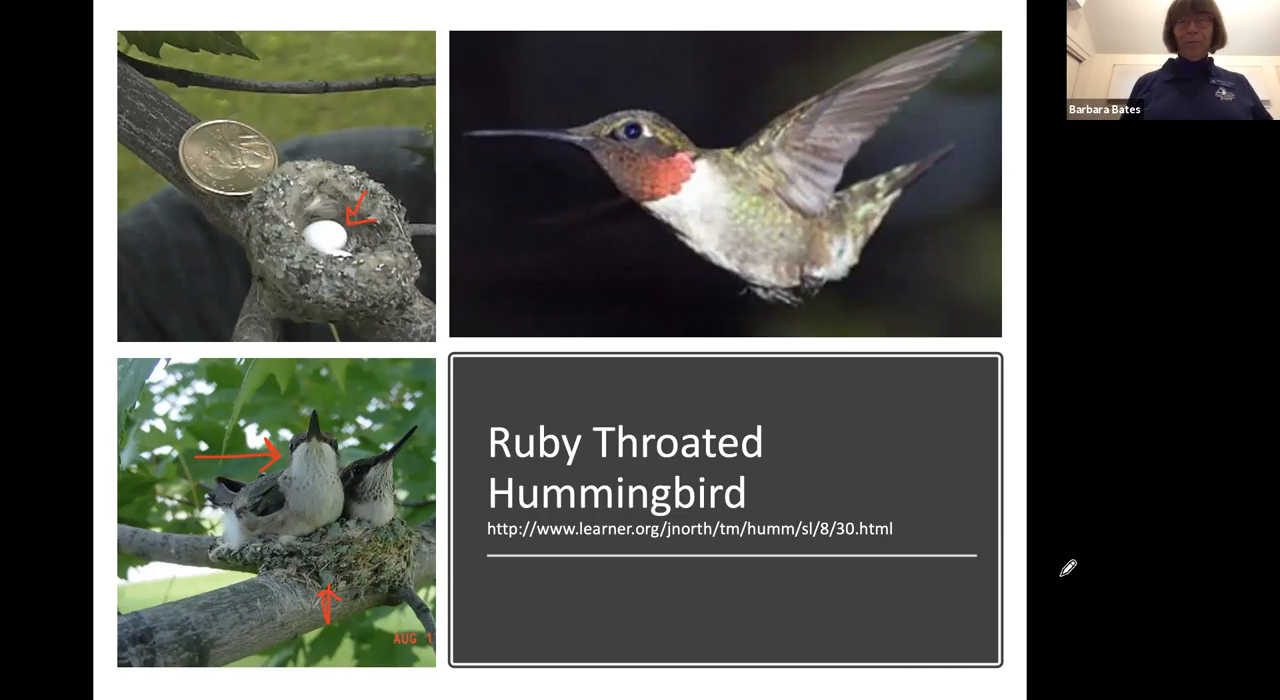 Barbara Bates
Ruby Throated
Hummingbird
http://www.learner.org/jnorth/tm/humm/sl/8/30.html
AUG 1